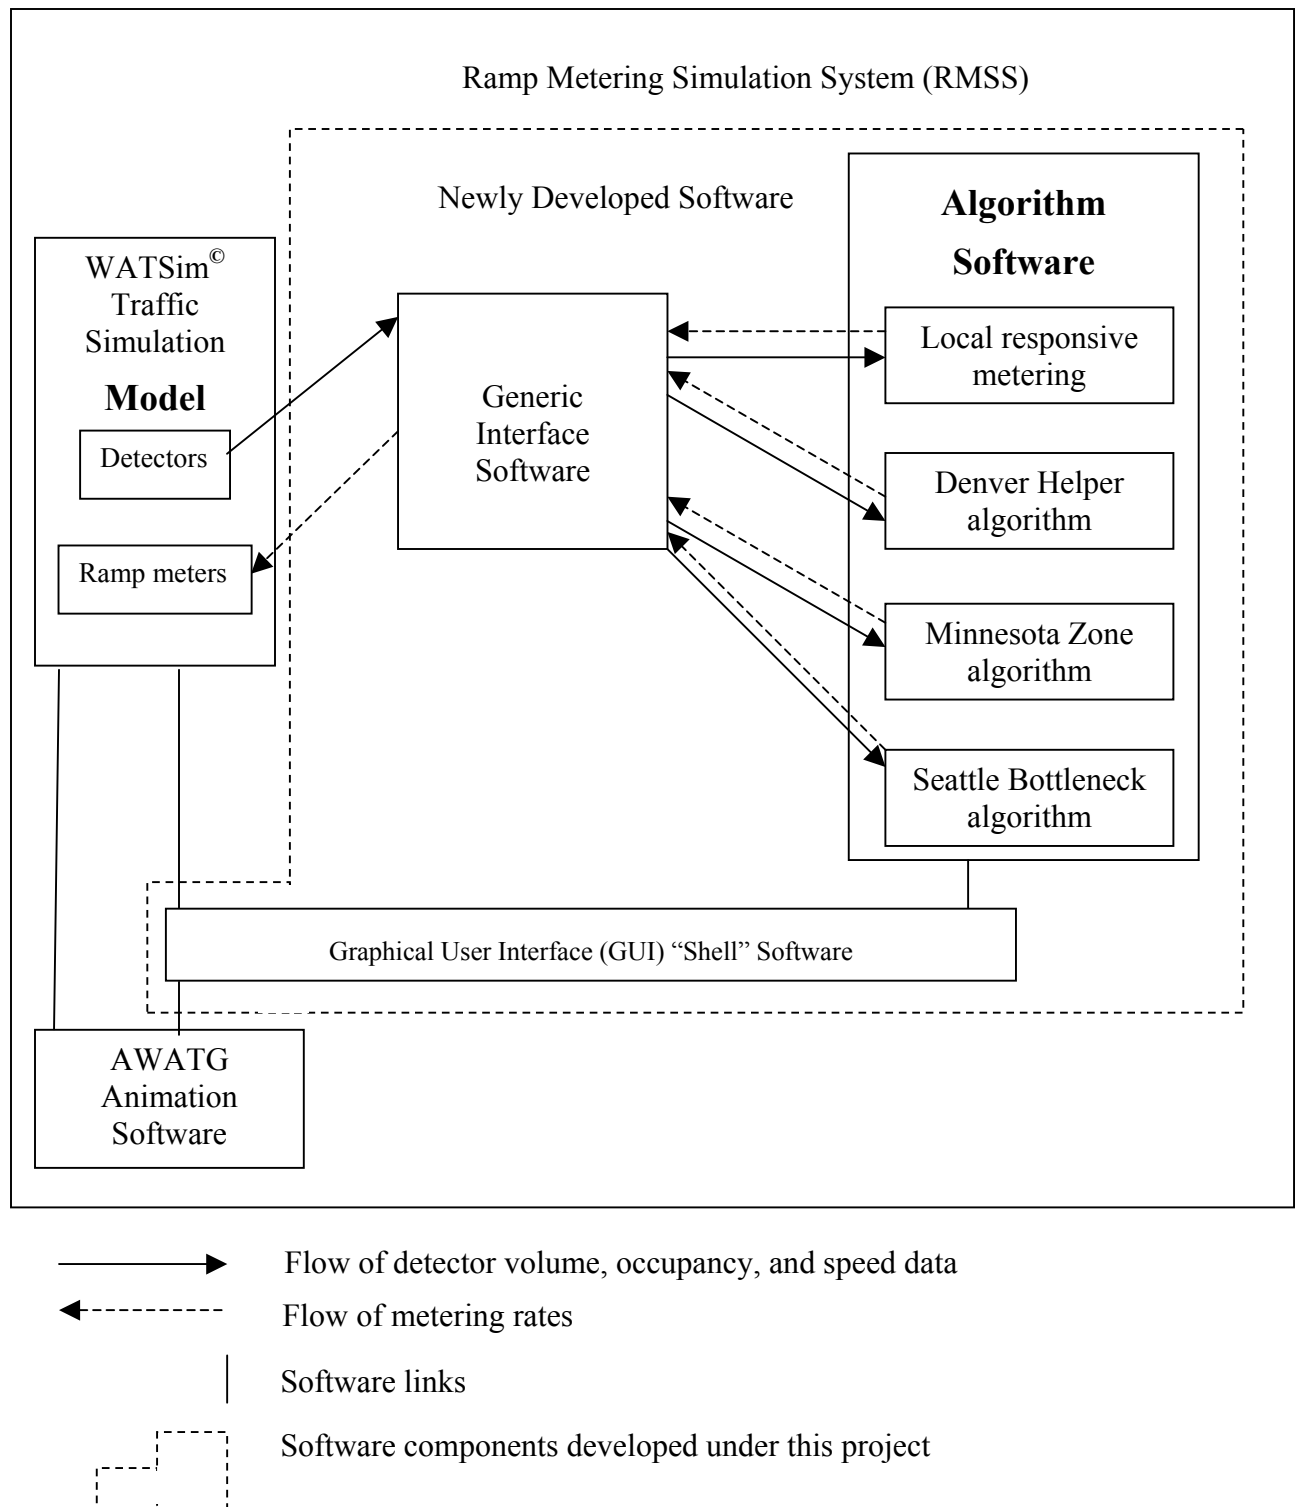 Ramp Metering Simulation System (RMSS)
Newly Developed Software
WATSim©
Traffic
Simulation
Model
Detectors
Ramp meters
Generic
Interface
Software
Algorithm
Software
Local responsive
metering
Denver Helper
algorithm
Minnesota Zone
algorithm
Seattle Bottleneck
algorithm
Graphical User Interface (GUI) “Shell” Software
AWATG
Animation
Software
Flow of detector volume, occupancy, and speed data
Flow of metering rates
Software links
Software components developed under this project